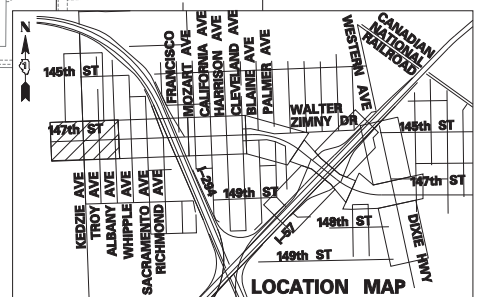 N
CANADIAN
NATIONAL
RAILROAD
WESTERN AVE
FRANCISCO
MOZART AVE
CALIFORNIA AVE
HARRISON AVE
CLEVELAND AVE
BLAINE AVE
PALMER AVE
145th ST
WALTER
ZIMNY DR
147th ST
145th ST
I-294
149th ST
147th ST
KEDZIE AVE
TROY AVE
ALBANY AVE
WHIPPLE AVE
SACRAMENTO AVE
RICHMOND AVE
I-57
148th ST
DIXIE HWY
149th ST
LOCATION MAP